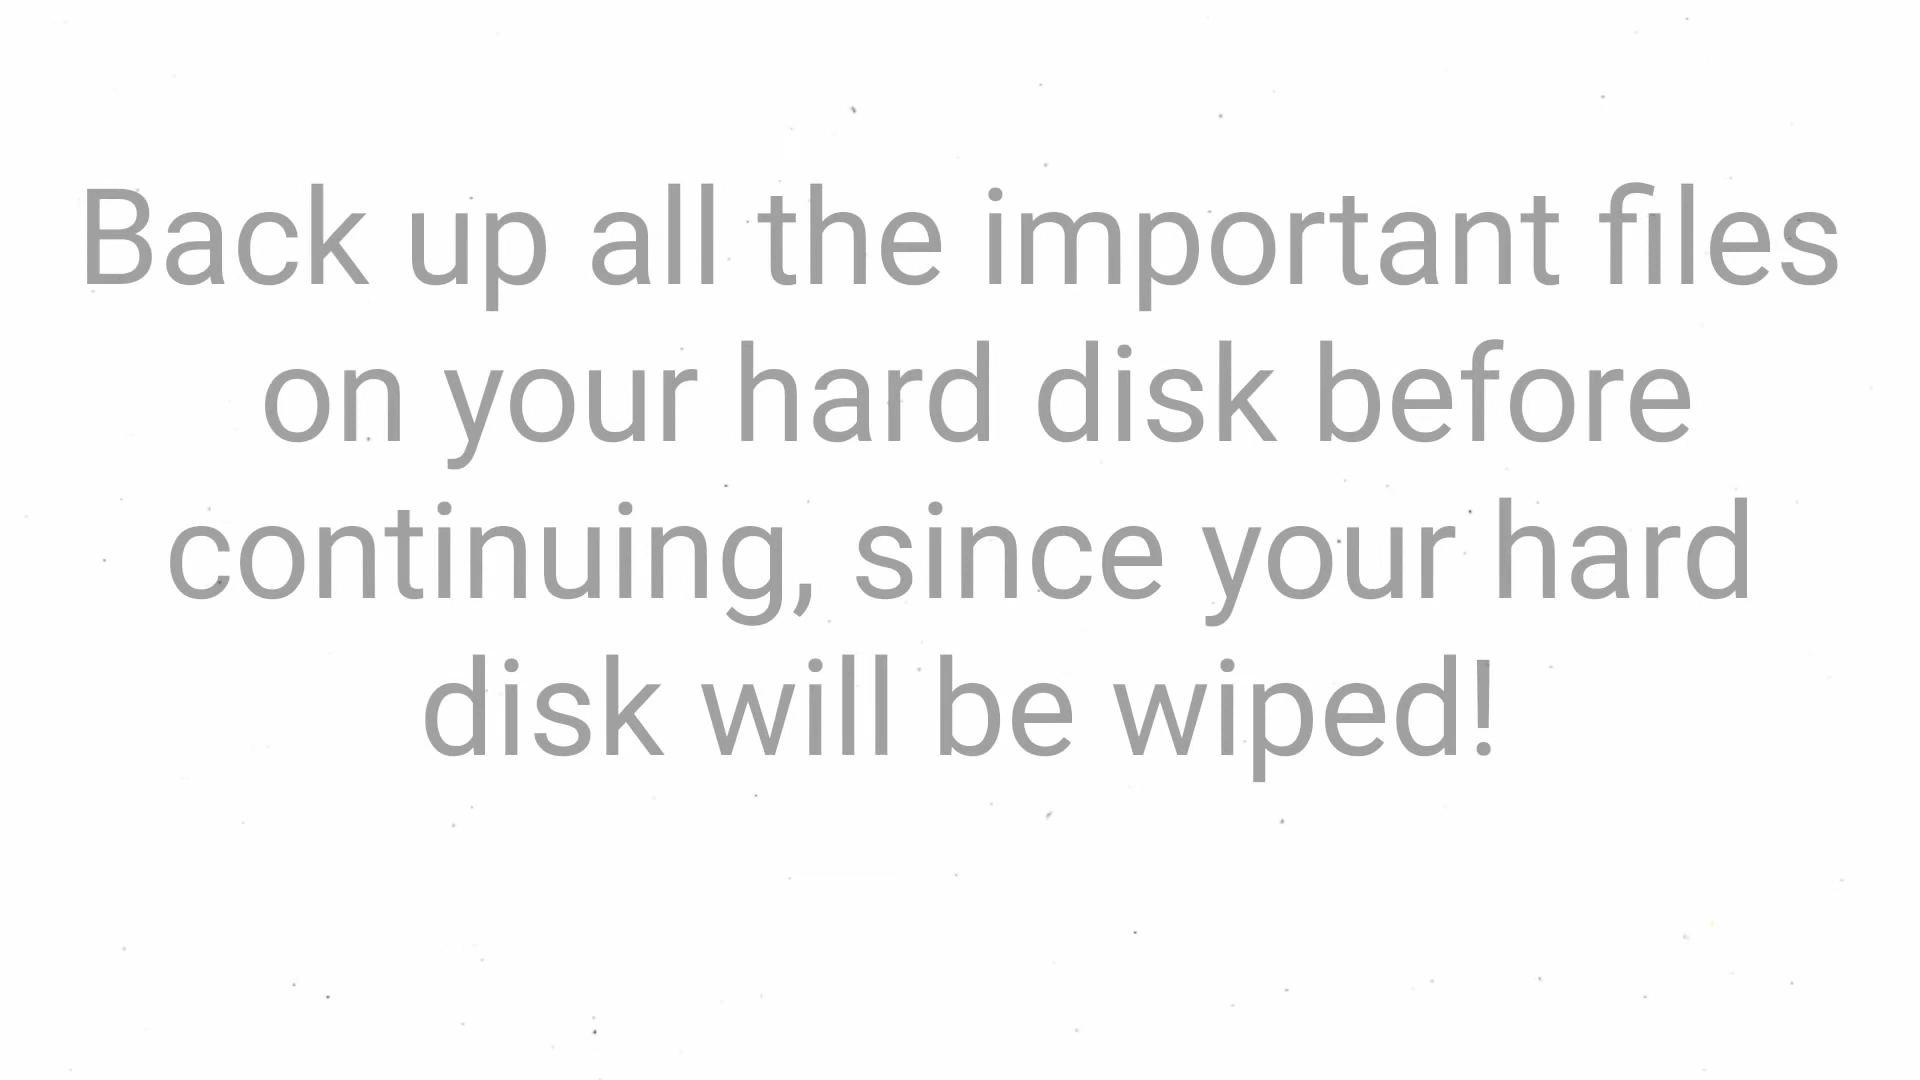 Back up all the important files
on your hard disk before
continuing, since your hard
disk will be wiped!